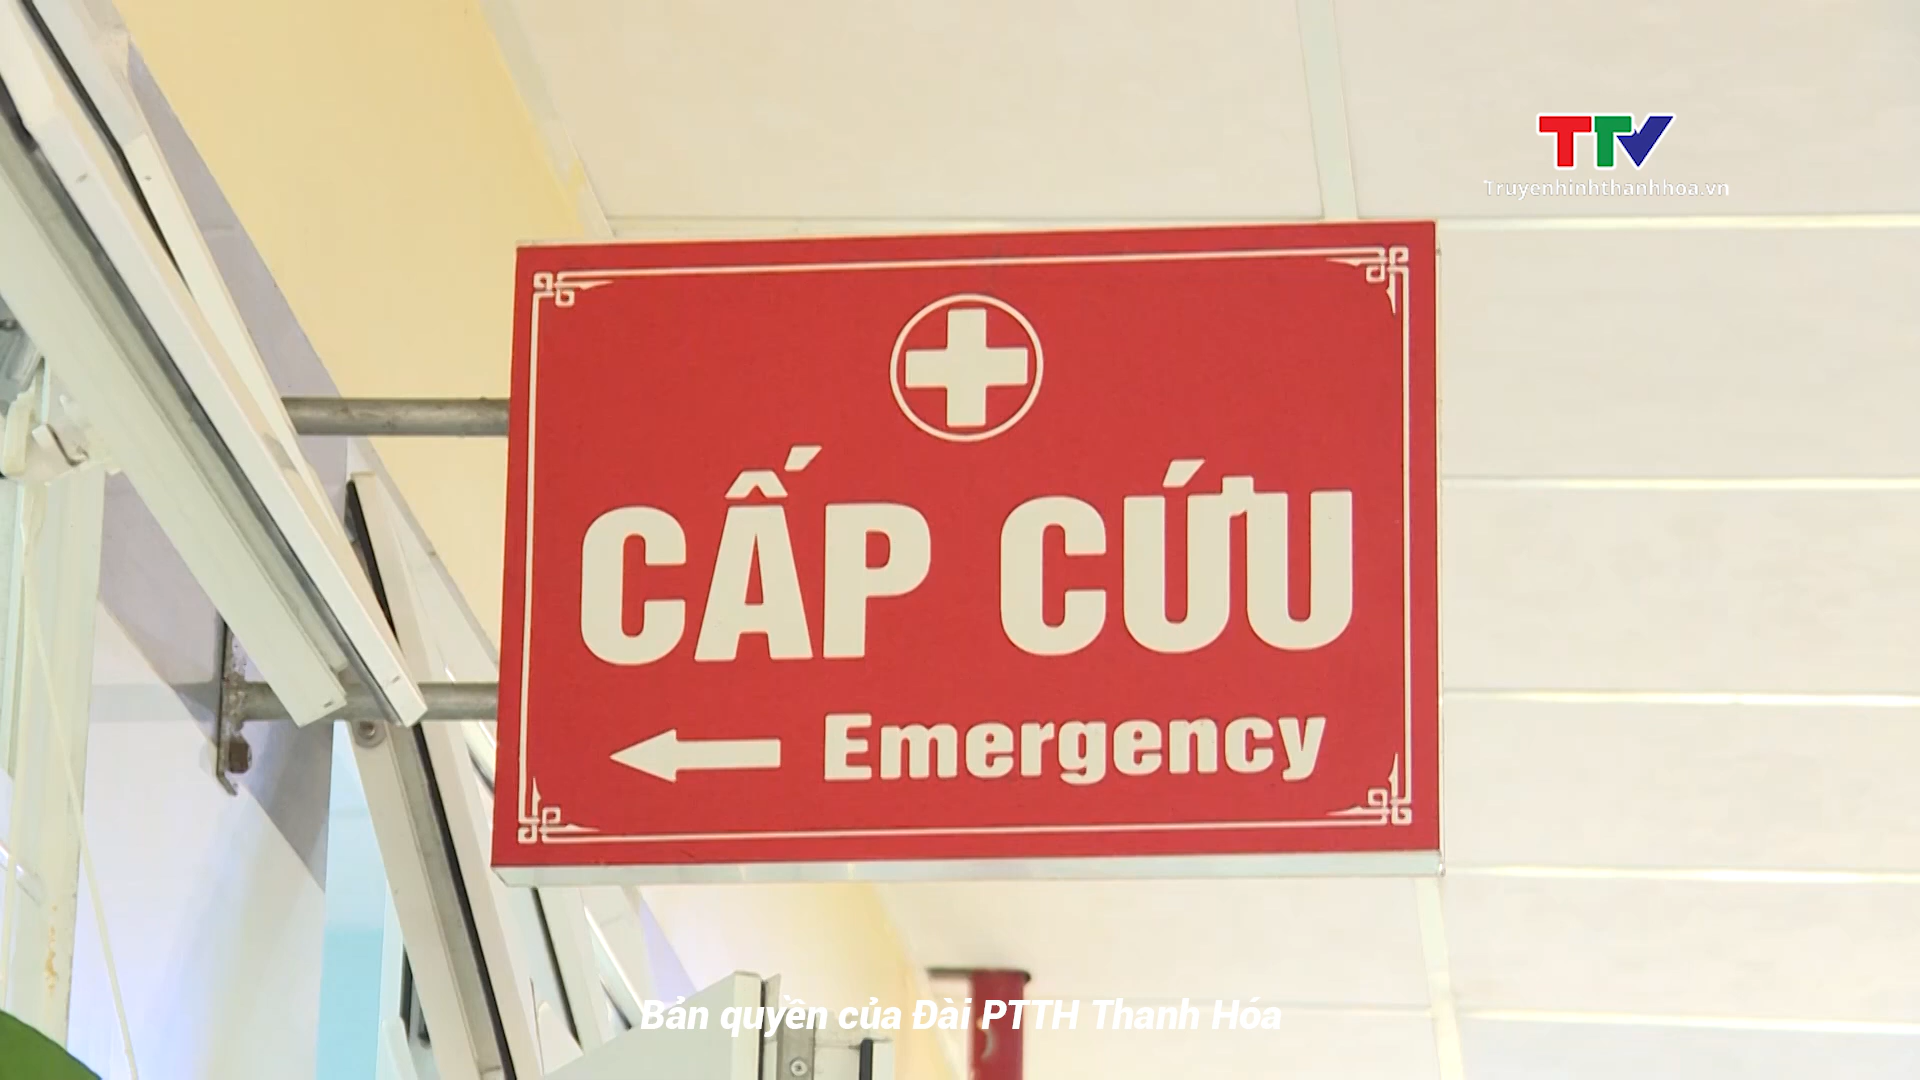 TTV
Truyenhinhthanhhoa.vn
CẤP CỨU
Emergency
Bản quyền của Đài PTTH Thanh Hóa